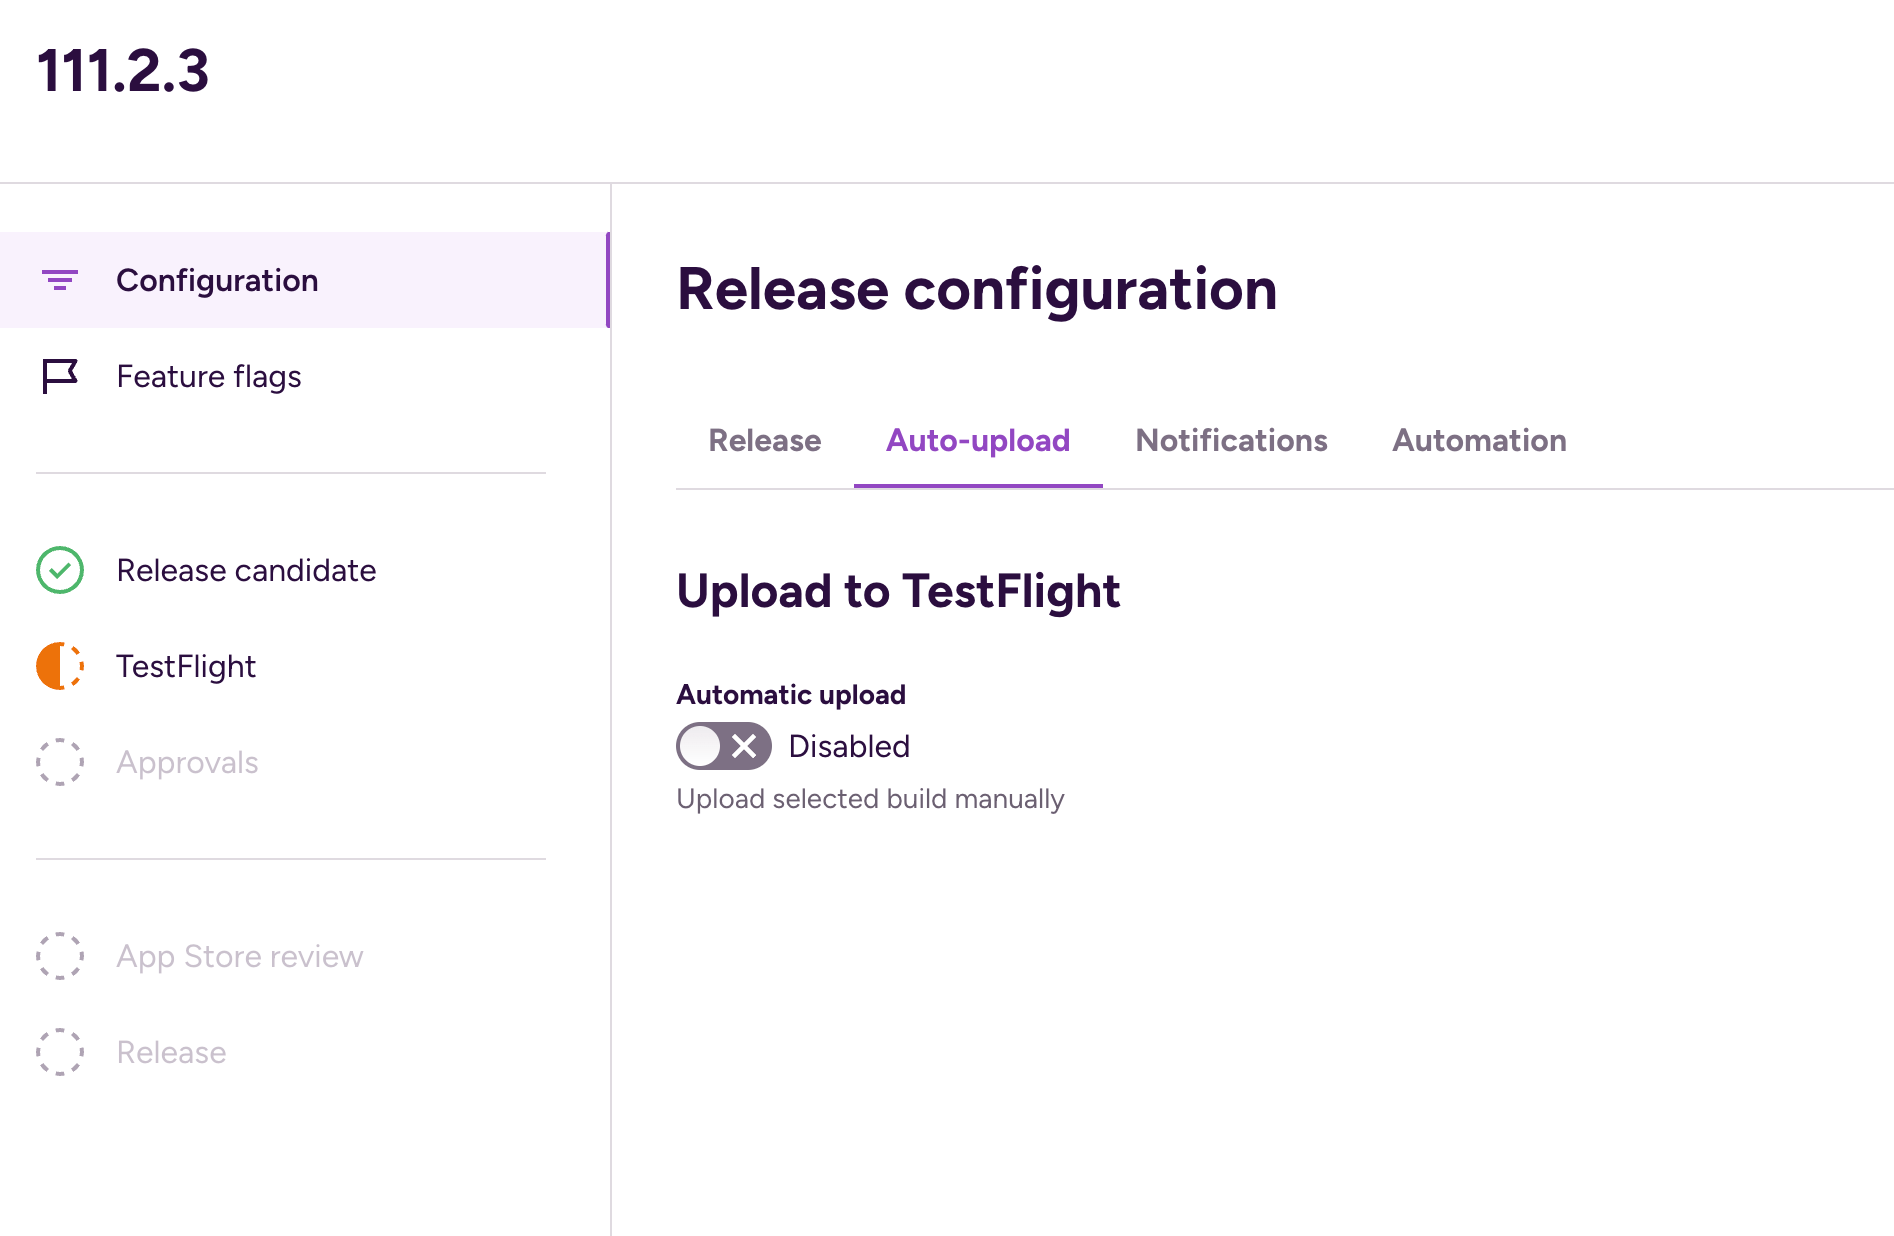 111.2.3
Configuration
Feature flags
Release candidate
TestFlight
Approvals
App Store review
Release
Release configuration
Release
Auto-upload
Notifications
Automation
Upload to TestFlight
Automatic upload
Disabled
Upload selected build manually